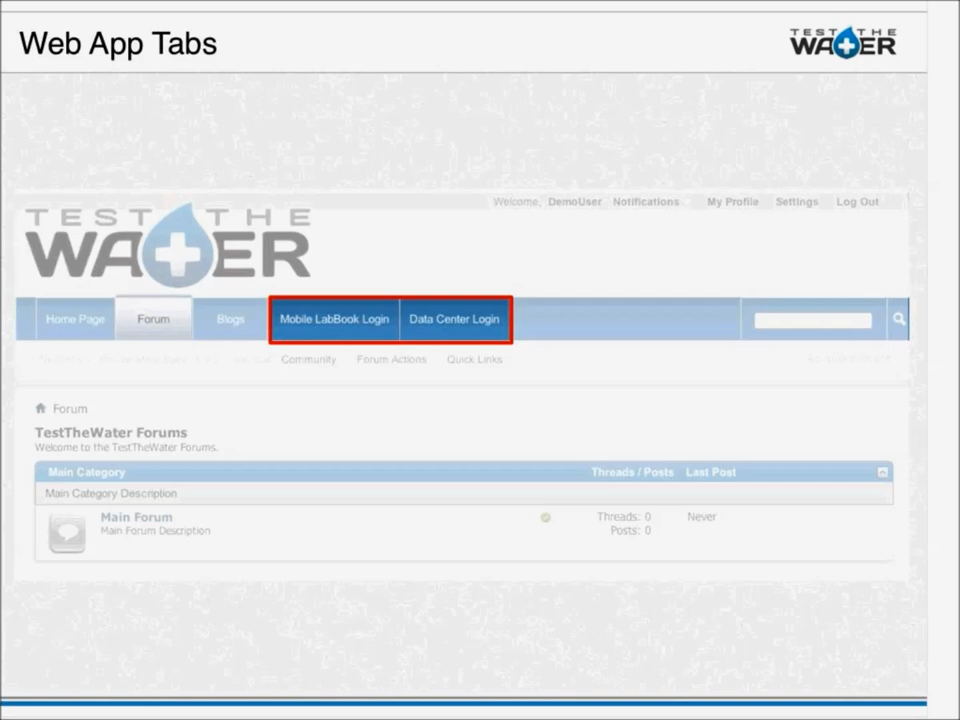 Web App Tabs
TEST THE
WATER
Welcome, DemoUser Notifications My Profile Settings Log Out
TEST THE
WATER
Home Page Forum Blogs Mobile LabBook Login Data Center Login
Community Forum Actions Quick Links
Forum
TestTheWater Forums
Welcome to the TestTheWater Forums.
Main Category Threads / Posts Last Post
Main Category Description
Main Forum Threads: 0 Never
Main Forum Description Posts: 0